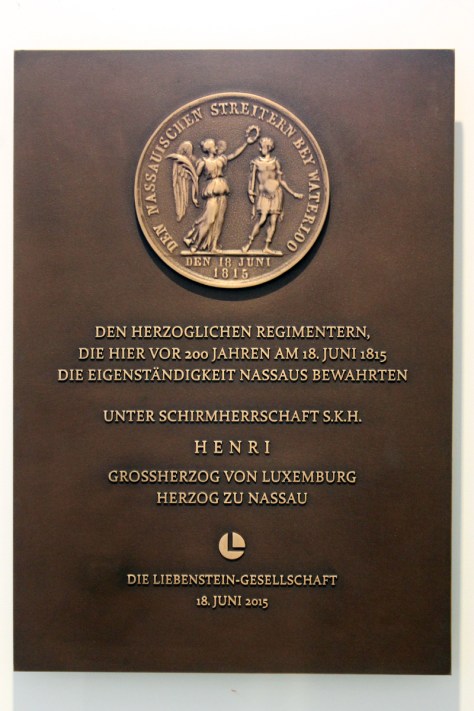 DEN NASSAUISCHEN STREITERN BEY WATERLOO
DEN 18 JUNI
1815
DEN HERZOGLICHEN REGIMENTERN,
DIE HIER VOR 200 JAHREN AM 18. JUNI 1815
DIE EIGENSTÄNDIGKEIT NASSAUS BEWAHRTEN
UNTER SCHIRMHERRSCHAFT S.K.H.
HENRI
GROSSHERZOG VON LUXEMBURG
HERZOG ZU NASSAU
DIE LIEBENSTEIN-GESELLSCHAFT
18. JUNI 2015